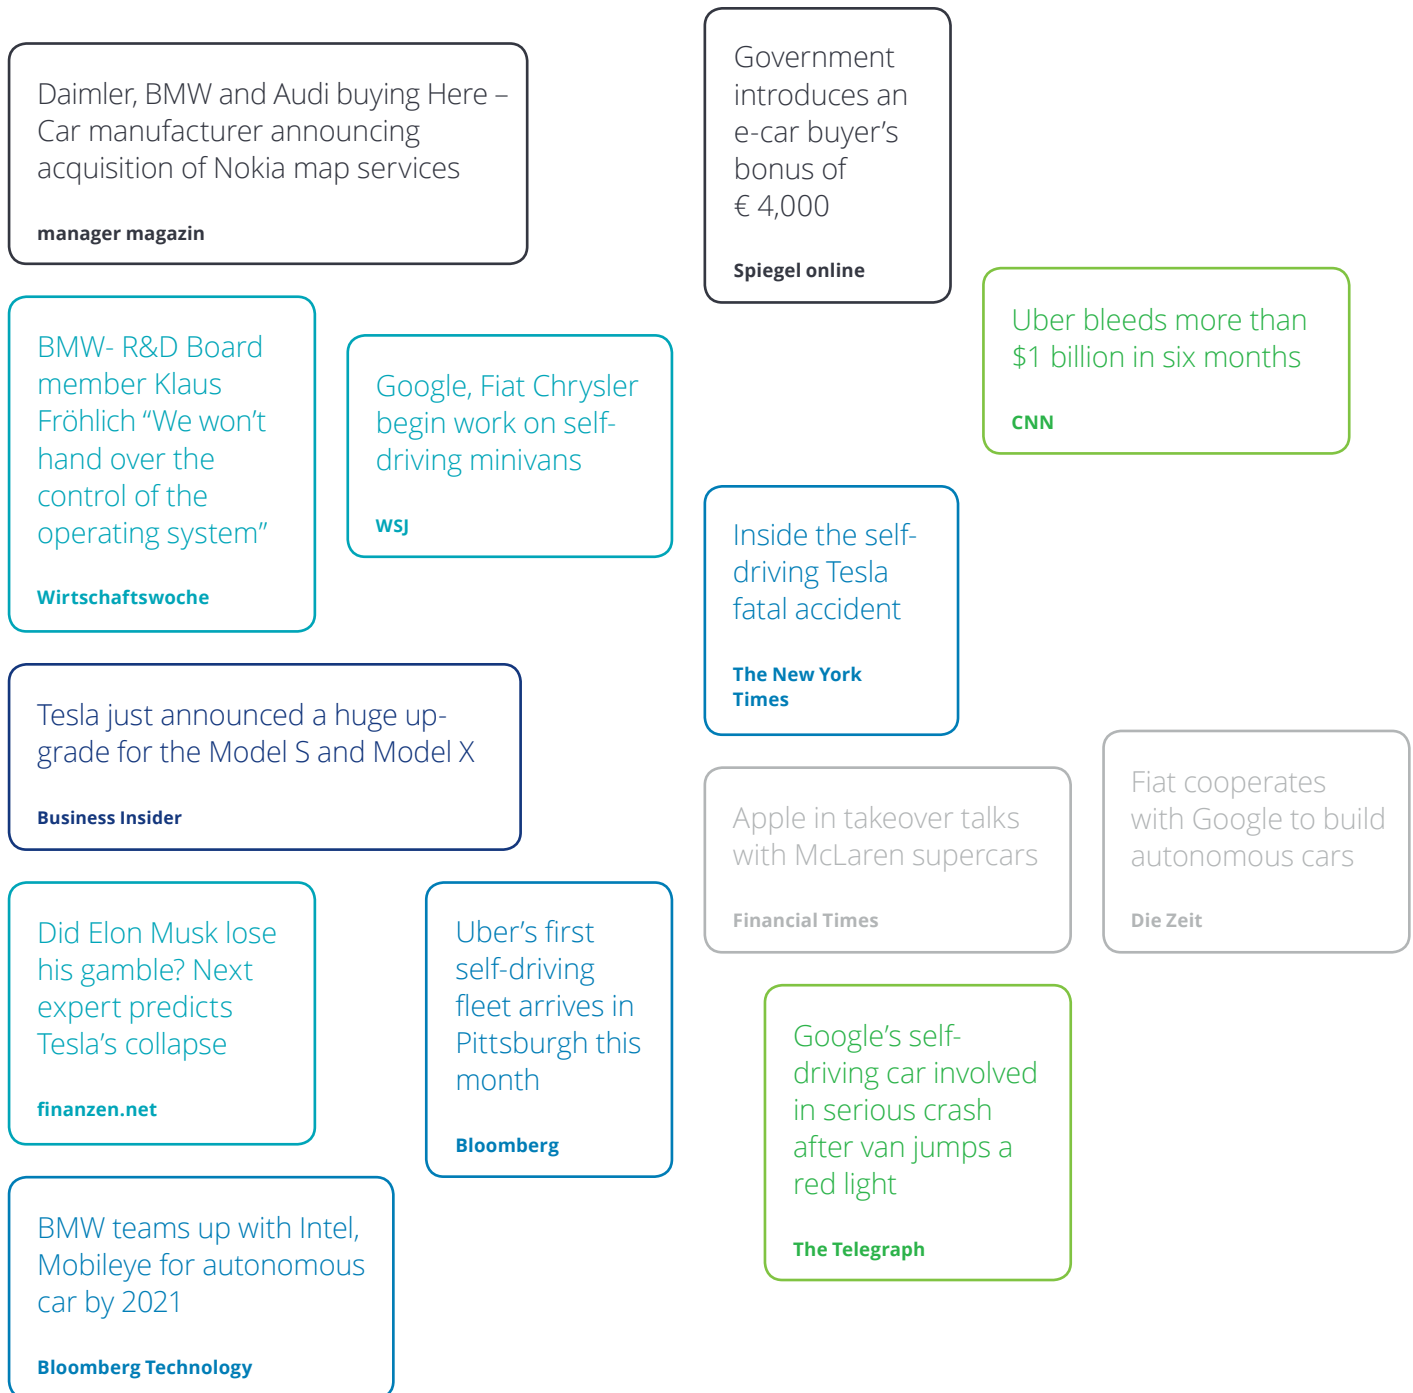 Daimler, BMW and Audi buying Here –
Car manufacturer announcing
acquisition of Nokia map services
manager magazin
Government
introduces an
e-car buyer’s
bonus of
€ 4,000
Spiegel online
Uber bleeds more than
$1 billion in six months
CNN
BMW- R&D Board
member Klaus
Fröhlich “We won’t
hand over the
control of the
operating system”
Wirtschaftswoche
Google, Fiat Chrysler
begin work on self-
driving minivans
WSJ
Inside the self-
driving Tesla
fatal accident
The New York
Times
Tesla just announced a huge up-
grade for the Model S and Model X
Business Insider
Apple in takeover talks
with McLaren supercars
Financial Times
Fiat cooperates
with Google to build
autonomous cars
Die Zeit
Did Elon Musk lose
his gamble? Next
expert predicts
Tesla’s collapse
finanzen.net
Uber’s first
self-driving
fleet arrives in
Pittsburgh this
month
Bloomberg
Google’s self-
driving car involved
in serious crash
after van jumps a
red light
The Telegraph
BMW teams up with Intel,
Mobileye for autonomous
car by 2021
Bloomberg Technology